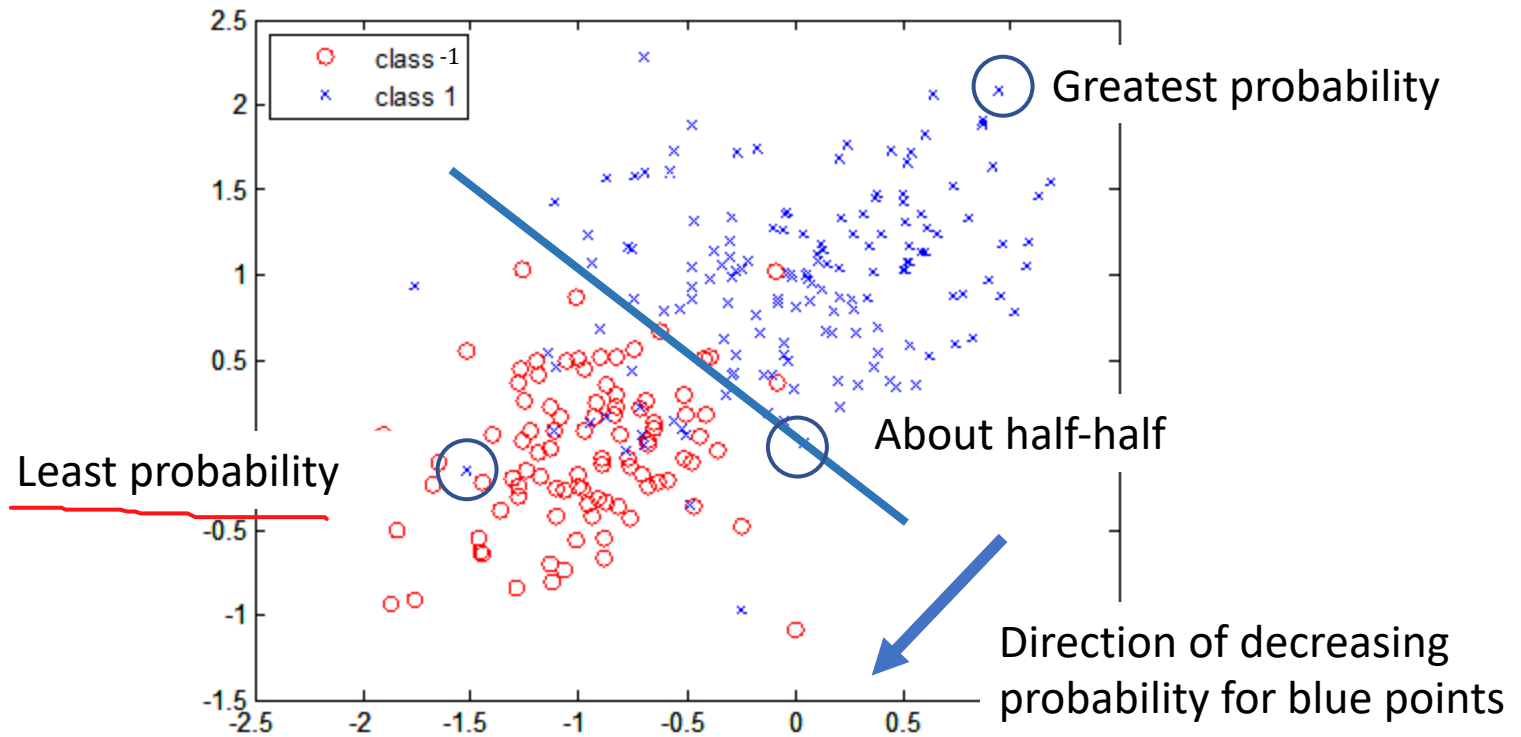 2.5
class -1
class 1
Greatest probability
2
1.5
1
0.5
About half-half
Least probability
-0.5
-1
Direction of decreasing
probability for blue points
-1.5
-2.5
-2
-1.5
-1
-0.5
0
0.5